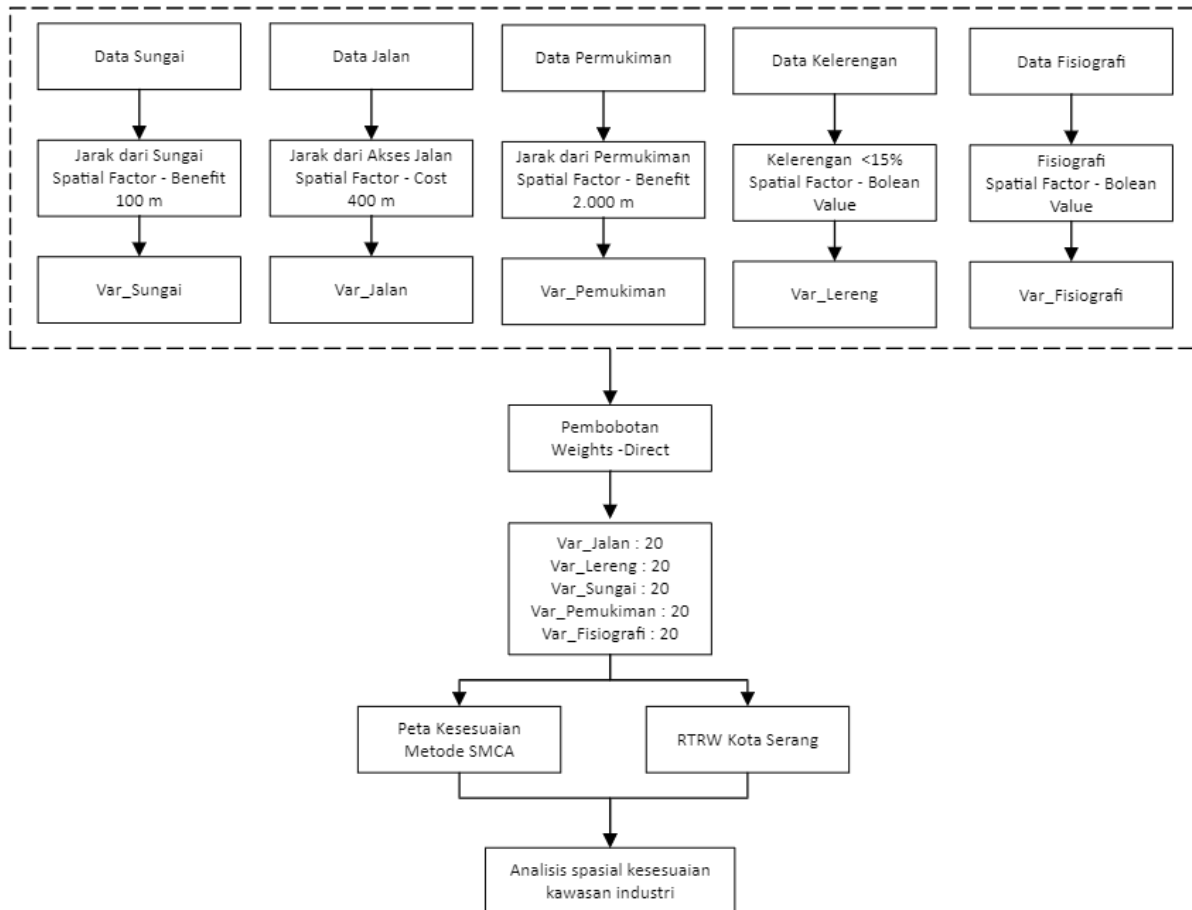 Data Sungai
Data Jalan
Data Permukiman
Data Kelerengan
Data Fisiografi
Jarak dari Sungai
Spatial Factor - Benefit
100 m
Jarak dari Akses Jalan
Spatial Factor - Cost
400 m
Jarak dari Permukiman
Spatial Factor - Benefit
2.000 m
Kelerengan <15%
Spatial Factor - Bolean
Value
Fisiografi
Spatial Factor - Bolean
Value
Var_Sungai
Var_Jalan
Var_Pemukiman
Var_Lereng
Var_Fisiografi
Pembobotan
Weights -Direct
Var_Jalan : 20
Var_Lereng : 20
Var_Sungai : 20
Var_Pemukiman : 20
Var_Fisiografi : 20
Peta Kesesuaian
Metode SMCA
RTRW Kota Serang
Analisis spasial kesesuaian
kawasan industri